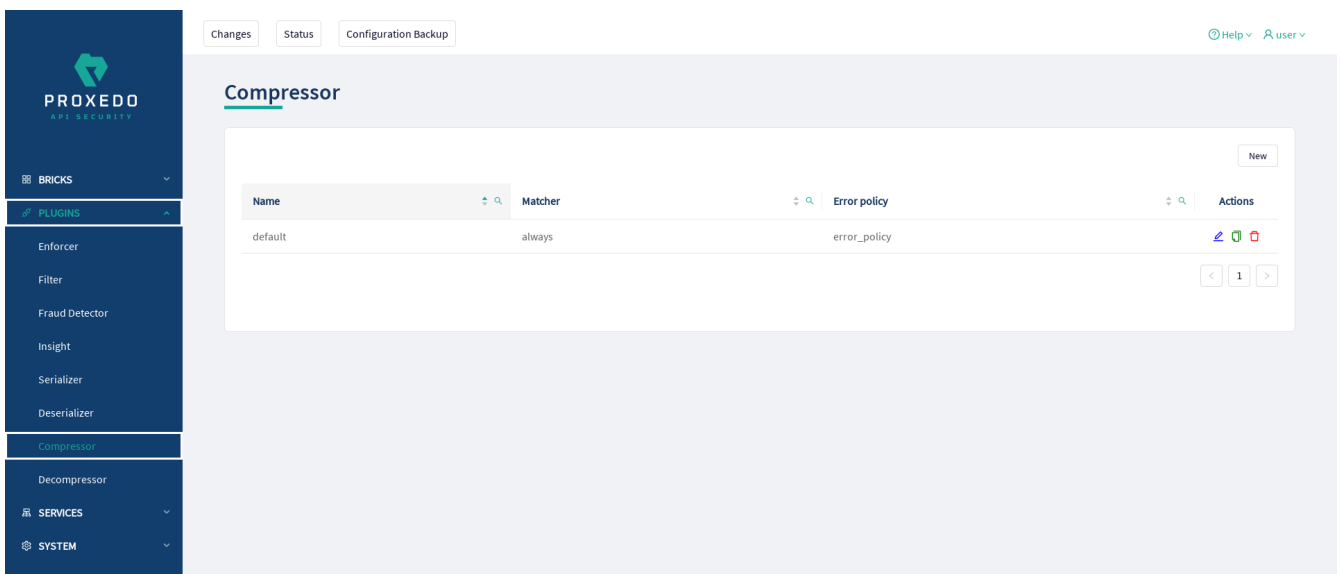 Changes Status Configuration Backup Help user
PROXEDO
API SECURITY
BRICKS
PLUGINS
Enforcer
Filter
Fraud Detector
Insight
Serializer
Deserializer
Compressor
Decompressor
SERVICES
SYSTEM
Compressor
New
Name Matcher Error policy Actions
default always error_policy
1